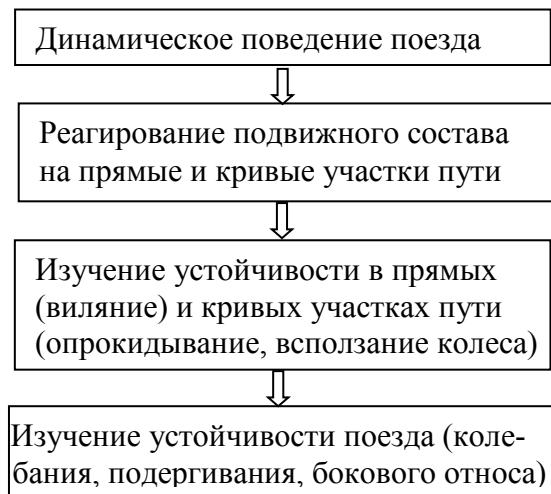 Динамическое поведение поезда
Реагирование подвижного состава
на прямые и кривые участки пути
Изучение устойчивости в прямых
(виляние) и кривых участках пути
(опрокидывание, всползание колеса)
Изучение устойчивости поезда (коле-
бания, подергивания, бокового относа)